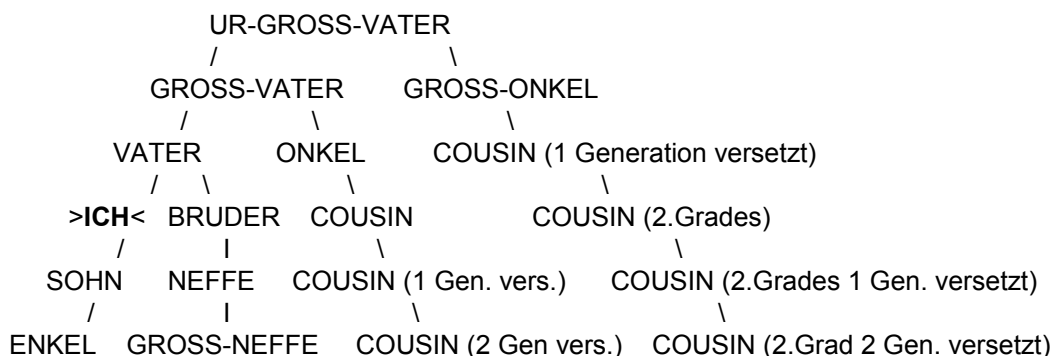 UR-GROSS-VATER
GROSS-VATER GROSS-ONKEL
VATER ONKEL COUSIN (1 Generation versetzt)
>ICH< BRUDER COUSIN COUSIN (2.Grades)
SOHN NEFFE COUSIN (1 Gen. vers.) COUSIN (2.Grades 1 Gen. versetzt)
ENKEL GROSS-NEFFE COUSIN (2 Gen vers.) COUSIN (2.Grad 2 Gen. versetzt)